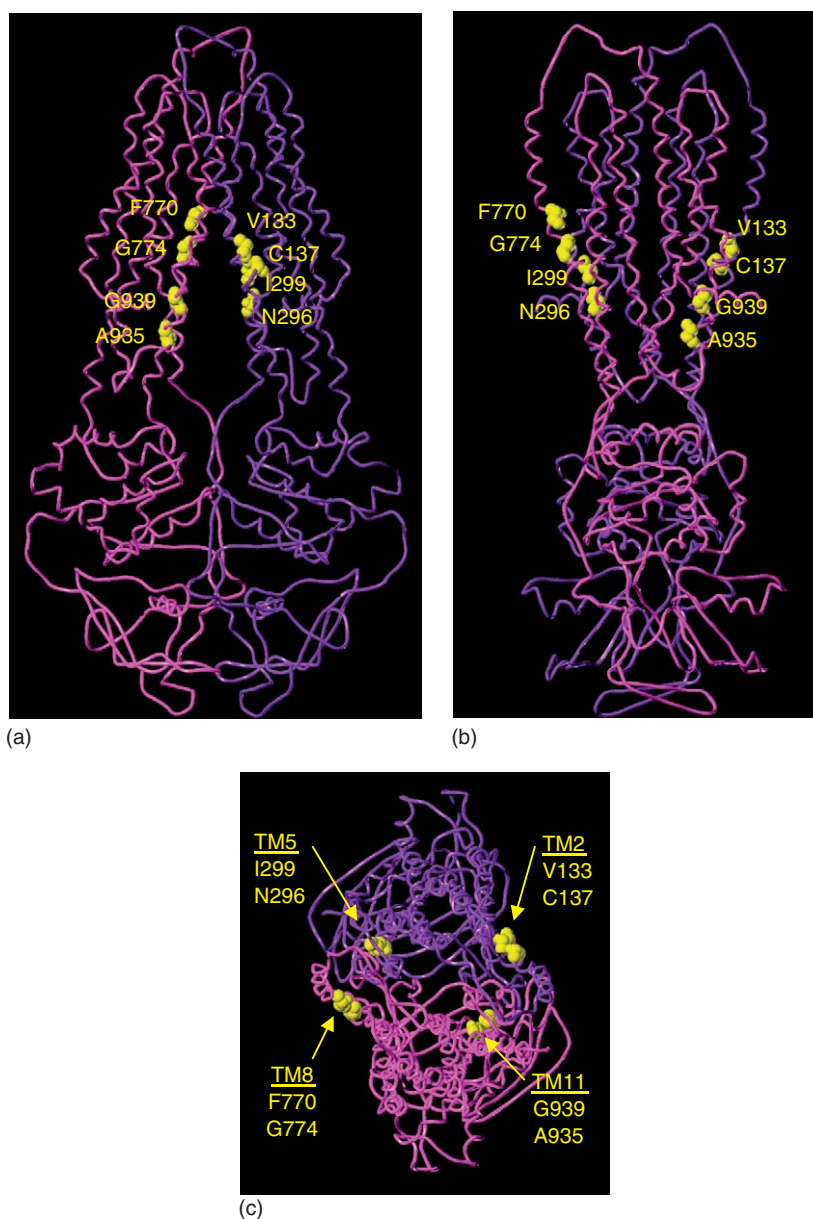 F770
G774
G939
A935
V133
C137
I299
N296
(a)
F770
G774
I299
N296
V133
C137
G939
A935
(b)
TM5
I299
N296
TM2
V133
C137
TM8
F770
G774
TM11
G939
A935
(c)